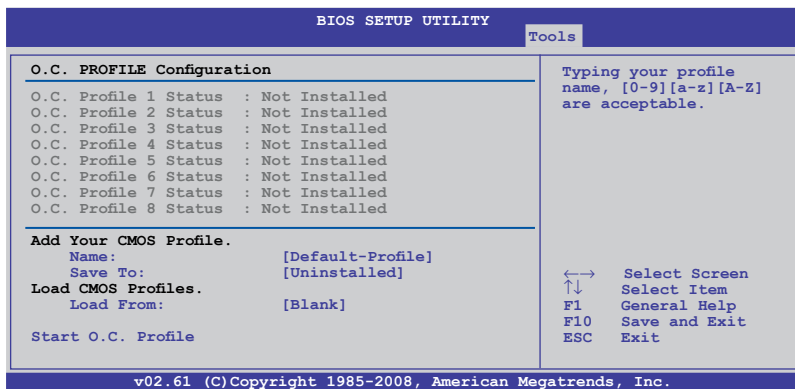 BIOS SETUP UTILITY
Tools
O.C. PROFILE Configuration
O.C. Profile 1 Status : Not Installed
O.C. Profile 2 Status : Not Installed
O.C. Profile 3 Status : Not Installed
O.C. Profile 4 Status : Not Installed
O.C. Profile 5 Status : Not Installed
O.C. Profile 6 Status : Not Installed
O.C. Profile 7 Status : Not Installed
O.C. Profile 8 Status : Not Installed
Add Your CMOS Profile.
Name: [Default-Profile]
Save To: [Uninstalled]
Load CMOS Profiles.
Load From: [Blank]
Start O.C. Profile
Typing your profile
name, [0-9][a-z][A-Z]
are acceptable.
←→ Select Screen
↑↓ Select Item
F1 General Help
F10 Save and Exit
ESC Exit
v02.61 (C)Copyright 1985-2008, American Megatrends, Inc.